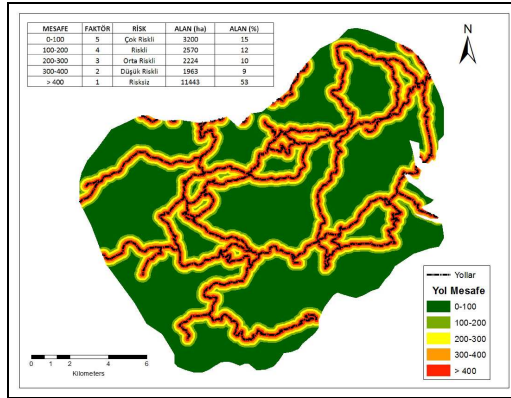 MESAFE FAKTÖR RİSK ALAN (ha) ALAN (%)
0-100 5 Çok Riskli 3200 15
100-200 4 Riskli 2570 12
200-300 3 Orta Riskli 2224 10
300-400 2 Düşük Riskli 1963 9
> 400 1 Risksiz 11443 53
N
Yollar
Yol Mesafe
0-100
100-200
200-300
300-400
> 400
0 1 2 4 6
Kilometers